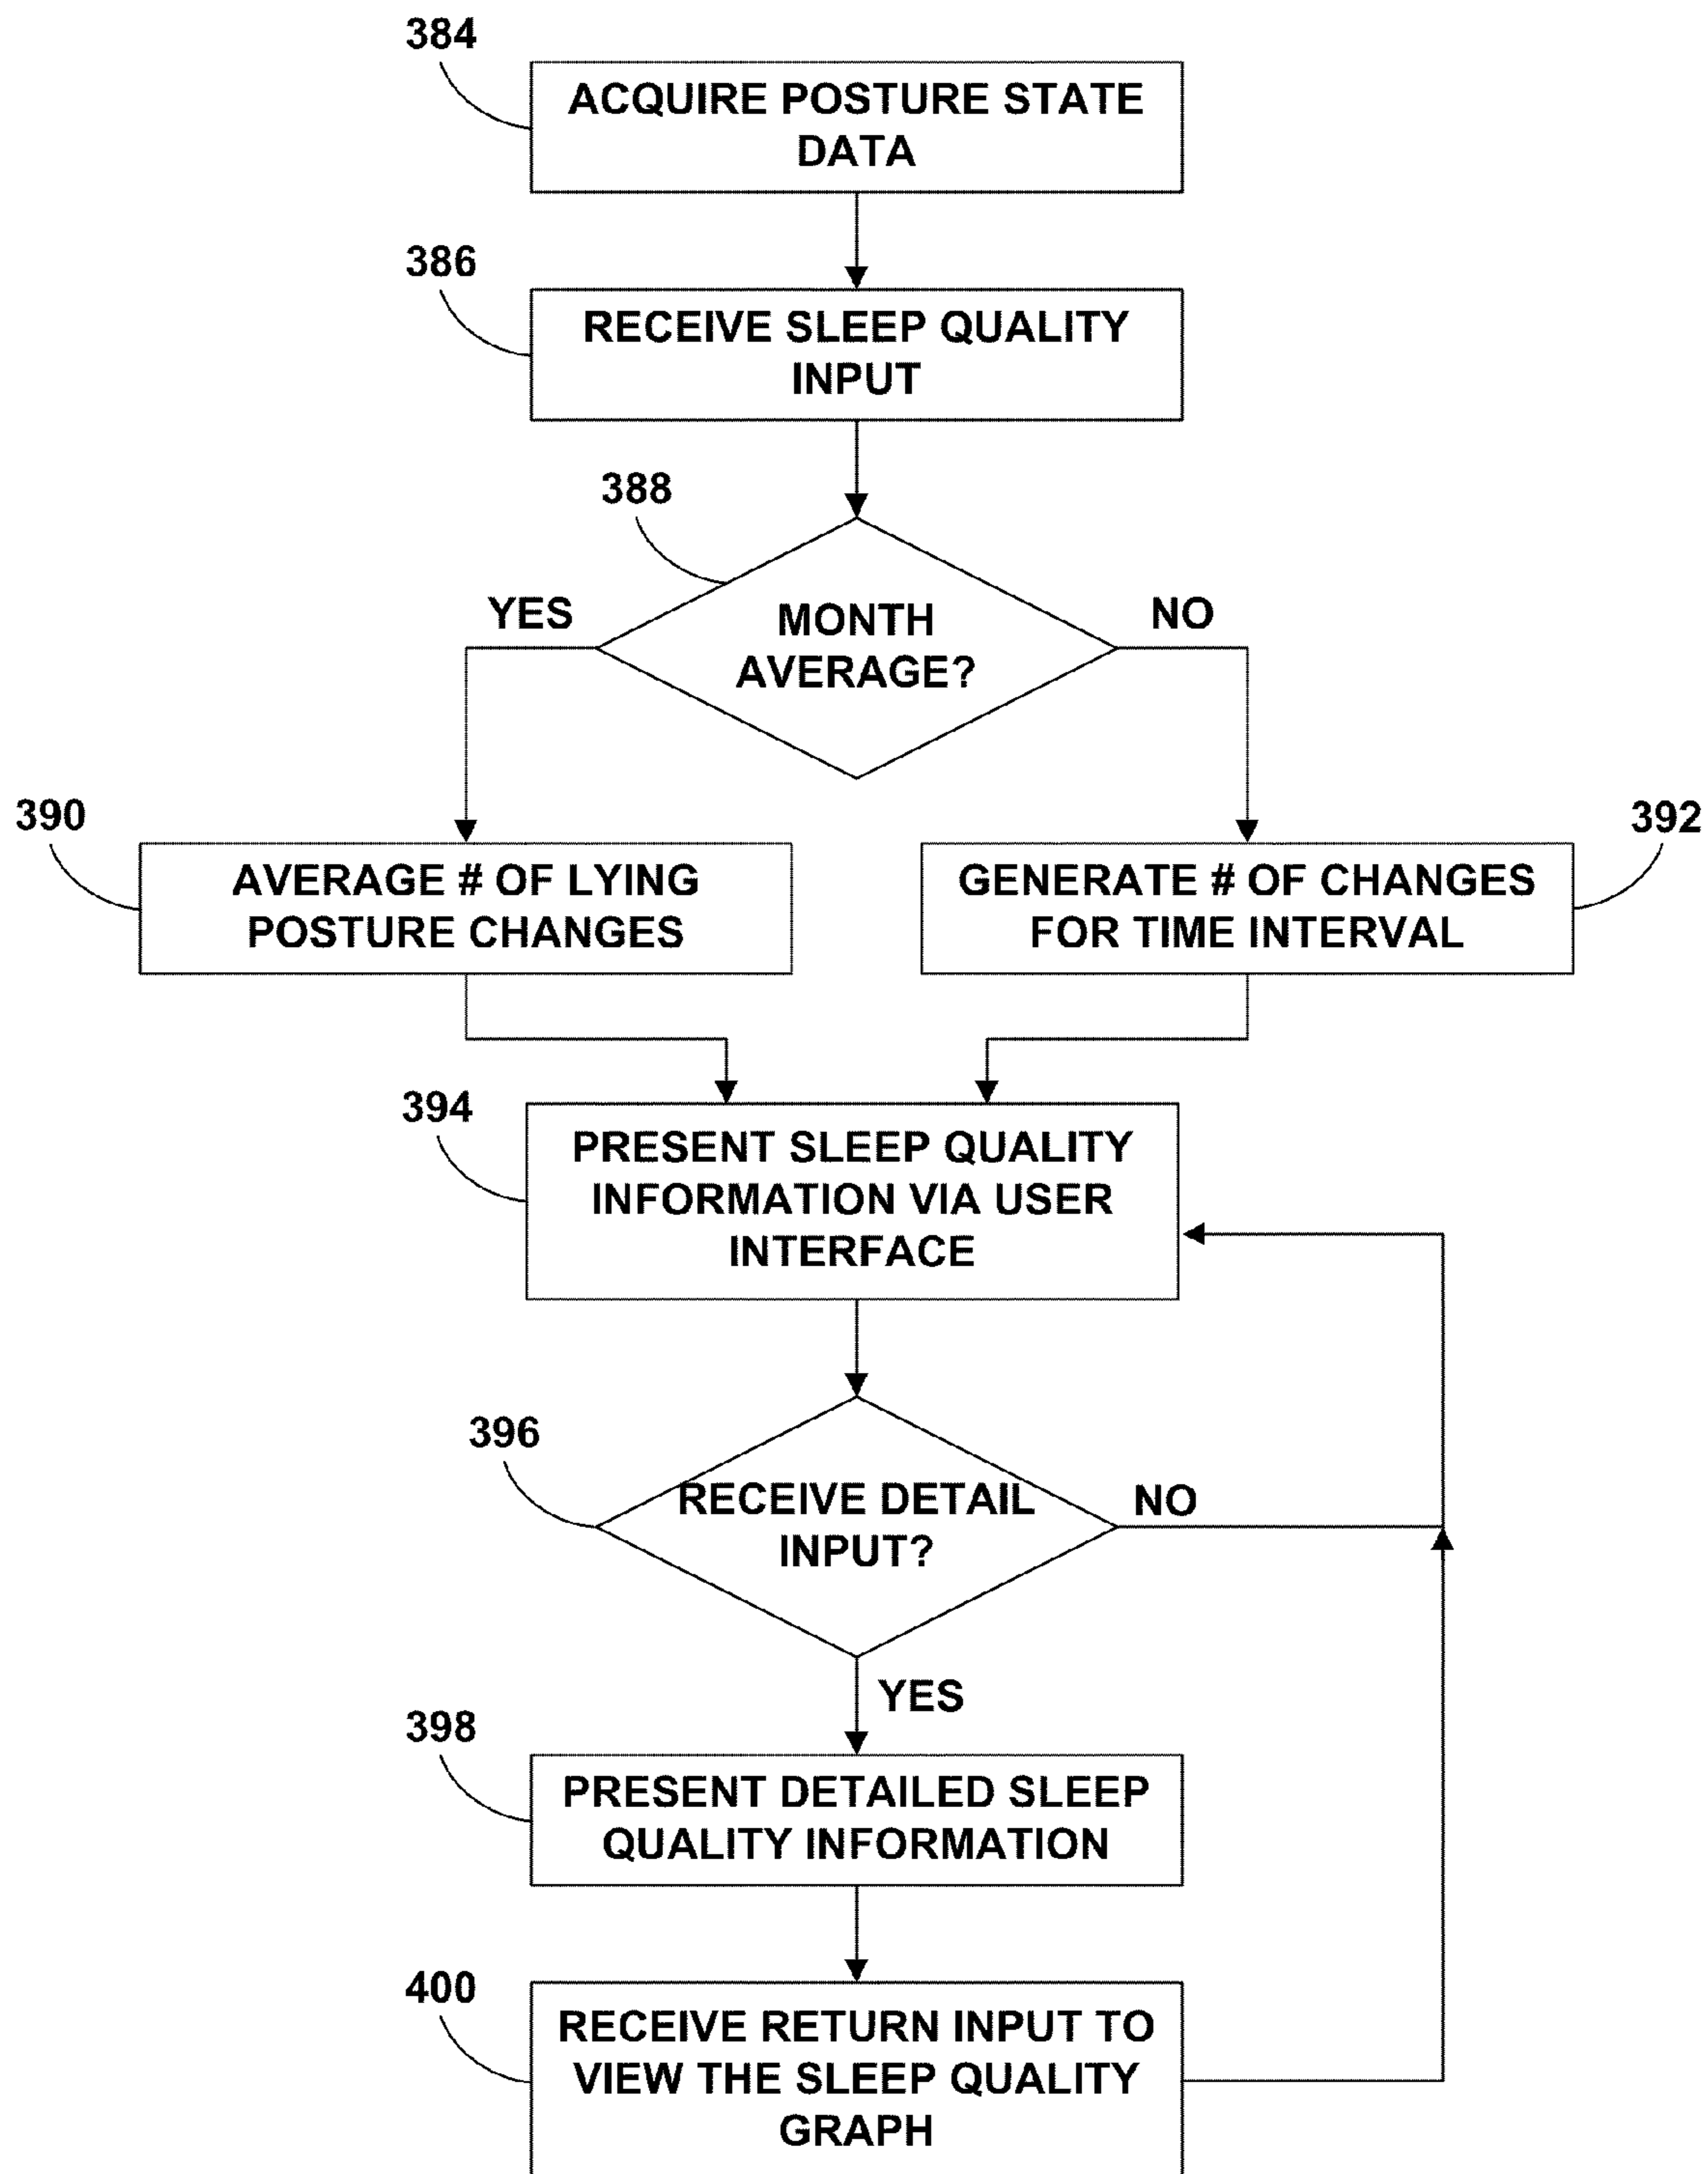 384
ACQUIRE POSTURE STATE
DATA
386
RECEIVE SLEEP QUALITY
INPUT
388
YES
MONTH
AVERAGE?
NO
390
AVERAGE # OF LYING
POSTURE CHANGES
392
GENERATE # OF CHANGES
FOR TIME INTERVAL
394
PRESENT SLEEP QUALITY
INFORMATION VIA USER
INTERFACE
396
RECEIVE DETAIL
INPUT?
NO
YES
398
PRESENT DETAILED SLEEP
QUALITY INFORMATION
400
RECEIVE RETURN INPUT TO
VIEW THE SLEEP QUALITY
GRAPH